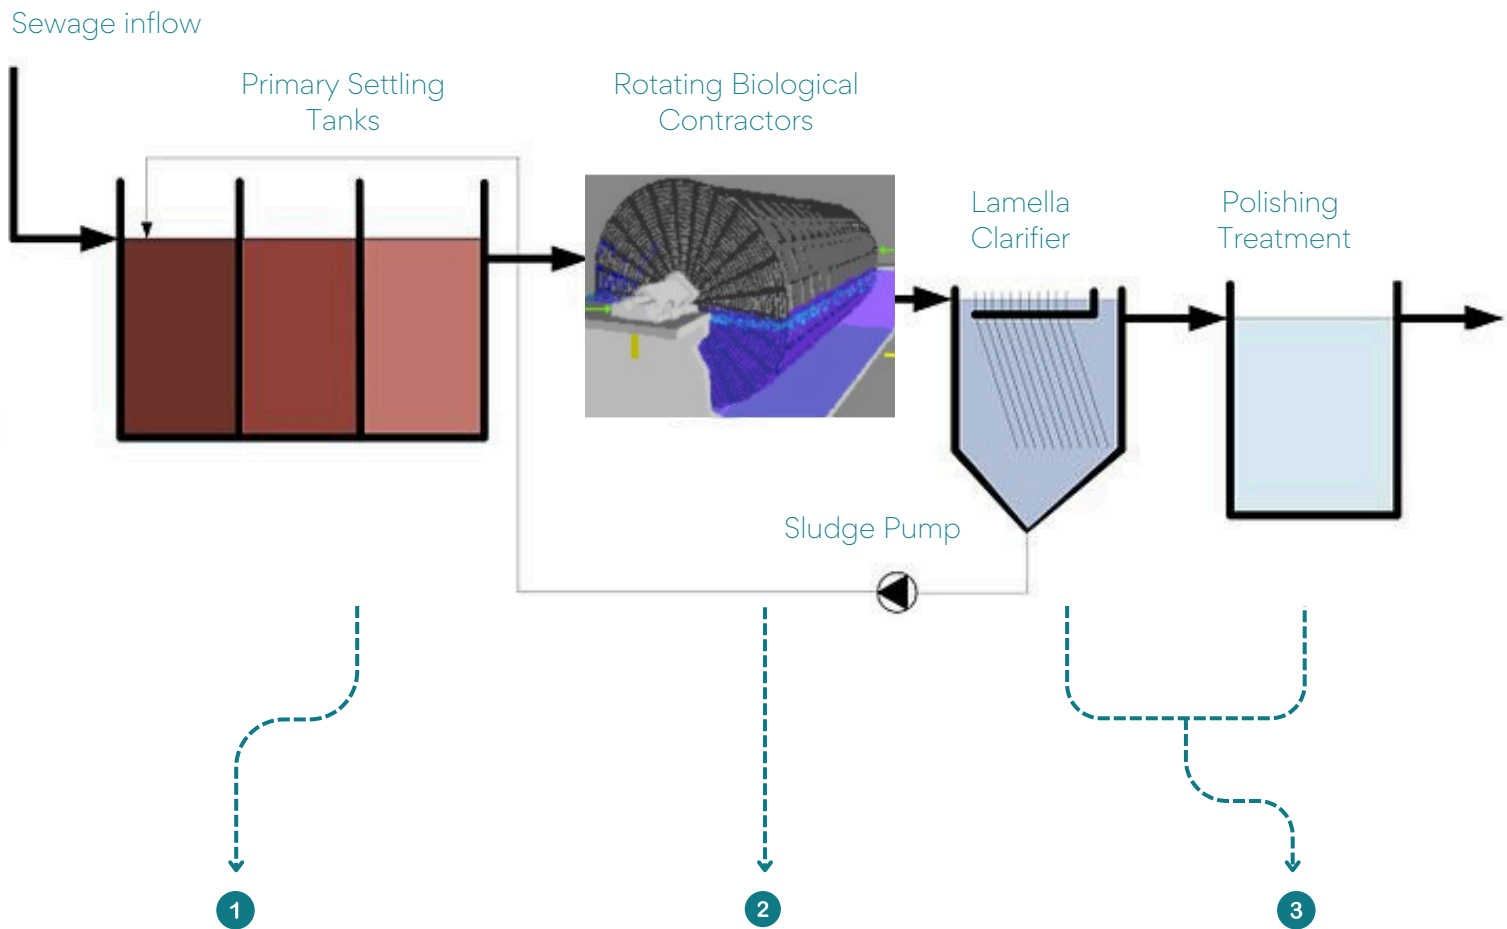 Sewage inflow
Primary Settling
Tanks
Rotating Biological
Contractors
Lamella
Clarifier
Polishing
Treatment
Sludge Pump
1
2
3